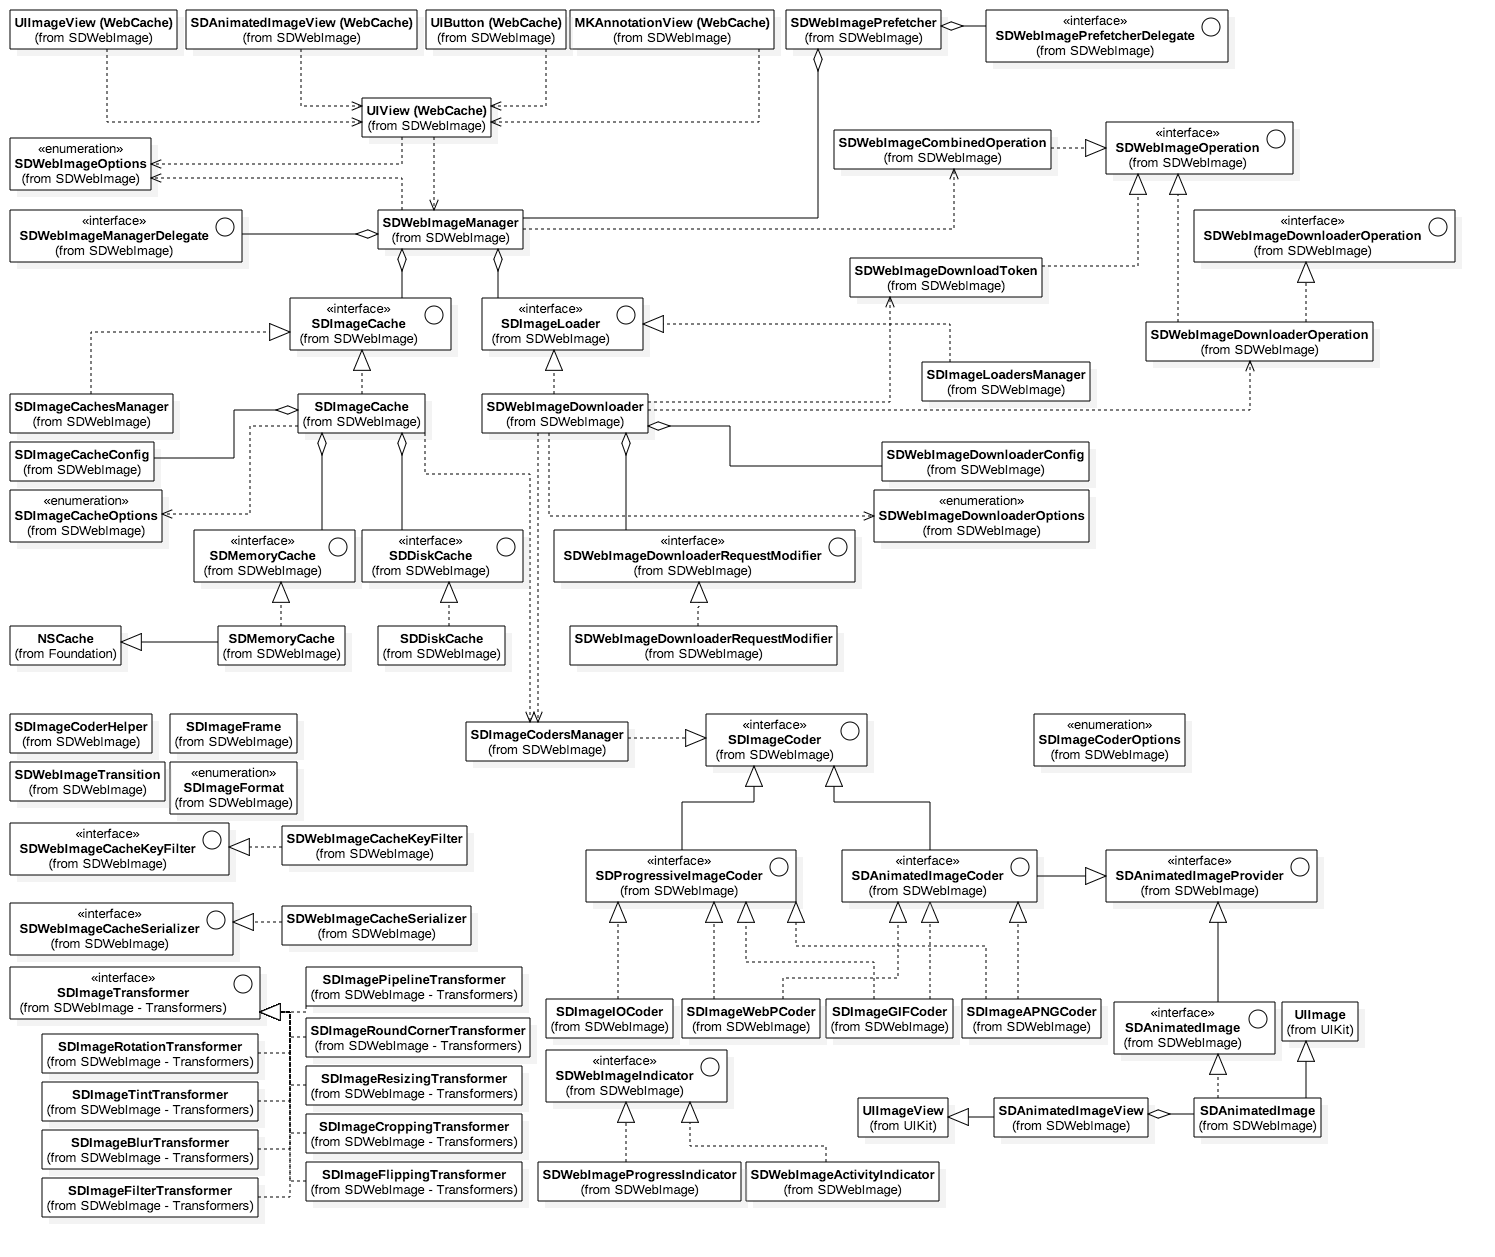 UIImageView (WebCache)
(from SDWebImage)
SDAnimatedImageView (WebCache)
(from SDWebImage)
UIButton (WebCache)
(from SDWebImage)
MKAnnotationView (WebCache)
(from SDWebImage)
SDWebImagePrefetcher
(from SDWebImage)
«interface»
SDWebImagePrefetcherDelegate
(from SDWebImage)
UIView (WebCache)
(from SDWebImage)
«enumeration»
SDWebImageOptions
(from SDWebImage)
SDWebImageCombinedOperation
(from SDWebImage)
«interface»
SDWebImageOperation
(from SDWebImage)
«interface»
SDWebImageManagerDelegate
(from SDWebImage)
SDWebImageManager
(from SDWebImage)
«interface»
SDWebImageDownloaderOperation
(from SDWebImage)
SDWebImageDownloadToken
(from SDWebImage)
«interface»
SDImageCache
(from SDWebImage)
«interface»
SDImageLoader
(from SDWebImage)
SDWebImageDownloaderOperation
(from SDWebImage)
SDImageLoadersManager
(from SDWebImage)
SDImageCachesManager
(from SDWebImage)
SDImageCache
(from SDWebImage)
SDWebImageDownloader
(from SDWebImage)
SDImageCacheConfig
(from SDWebImage)
SDWebImageDownloaderConfig
(from SDWebImage)
«enumeration»
SDImageCacheOptions
(from SDWebImage)
«enumeration»
SDWebImageDownloaderOptions
(from SDWebImage)
«interface»
SDMemoryCache
(from SDWebImage)
«interface»
SDDiskCache
(from SDWebImage)
«interface»
SDWebImageDownloaderRequestModifier
(from SDWebImage)
NSCache
(from Foundation)
SDMemoryCache
(from SDWebImage)
SDDiskCache
(from SDWebImage)
SDWebImageDownloaderRequestModifier
(from SDWebImage)
SDImageCoderHelper
(from SDWebImage)
SDImageFrame
(from SDWebImage)
SDImageCodersManager
(from SDWebImage)
«interface»
SDImageCoder
(from SDWebImage)
«enumeration»
SDImageCoderOptions
(from SDWebImage)
SDWebImageTransition
(from SDWebImage)
«enumeration»
SDImageFormat
(from SDWebImage)
«interface»
SDWebImageCacheKeyFilter
(from SDWebImage)
SDWebImageCacheKeyFilter
(from SDWebImage)
«interface»
SDProgressiveImageCoder
(from SDWebImage)
«interface»
SDAnimatedImageCoder
(from SDWebImage)
«interface»
SDAnimatedImageProvider
(from SDWebImage)
«interface»
SDWebImageCacheSerializer
(from SDWebImage)
SDWebImageCacheSerializer
(from SDWebImage)
«interface»
SDImageTransformer
(from SDWebImage - Transformers)
SDImagePipelineTransformer
(from SDWebImage - Transformers)
SDImageIOCoder
(from SDWebImage)
SDImageWebPCoder
(from SDWebImage)
SDImageGIFCoder
(from SDWebImage)
SDImageAPNGCoder
(from SDWebImage)
«interface»
SDAnimatedImage
(from SDWebImage)
UIImage
(from UIKit)
SDImageRoundCornerTransformer
(from SDWebImage - Transformers)
SDImageRotationTransformer
(from SDWebImage - Transformers)
«interface»
SDWebImageIndicator
(from SDWebImage)
SDImageResizingTransformer
(from SDWebImage - Transformers)
SDImageTintTransformer
(from SDWebImage - Transformers)
UIImageView
(from UIKit)
SDAnimatedImageView
(from SDWebImage)
SDAnimatedImage
(from SDWebImage)
SDImageCroppingTransformer
(from SDWebImage - Transformers)
SDImageBlurTransformer
(from SDWebImage - Transformers)
SDImageFlippingTransformer
(from SDWebImage - Transformers)
SDWebImageProgressIndicator
(from SDWebImage)
SDWebImageActivityIndicator
(from SDWebImage)
SDImageFilterTransformer
(from SDWebImage - Transformers)